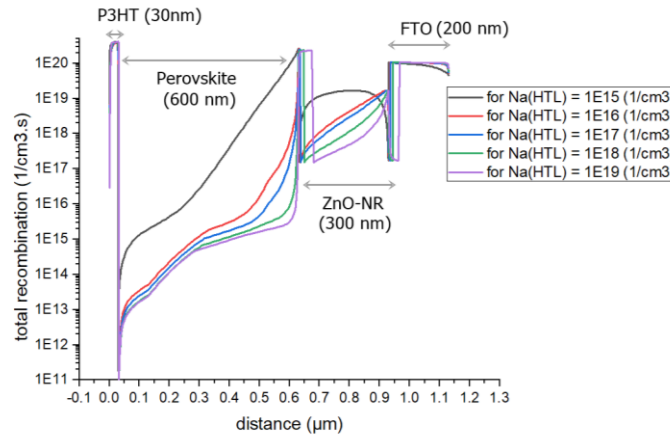 P3HT (30nm)
FTO (200 nm)
Perovskite
(600 nm)
ZnO-NR
(300 nm)
for Na(HTL) = 1E15 (1/cm3
for Na(HTL) = 1E16 (1/cm3
for Na(HTL) = 1E17 (1/cm3
for Na(HTL) = 1E18 (1/cm3
for Na(HTL) = 1E19 (1/cm3
total recombination (1/cm3.s)
1E20
1E19
1E18
1E17
1E16
1E15
1E14
1E13
1E12
1E11
-0.1 0.0 0.1 0.2 0.3 0.4 0.5 0.6 0.7 0.8 0.9 1.0 1.1 1.2 1.3
distance (µm)